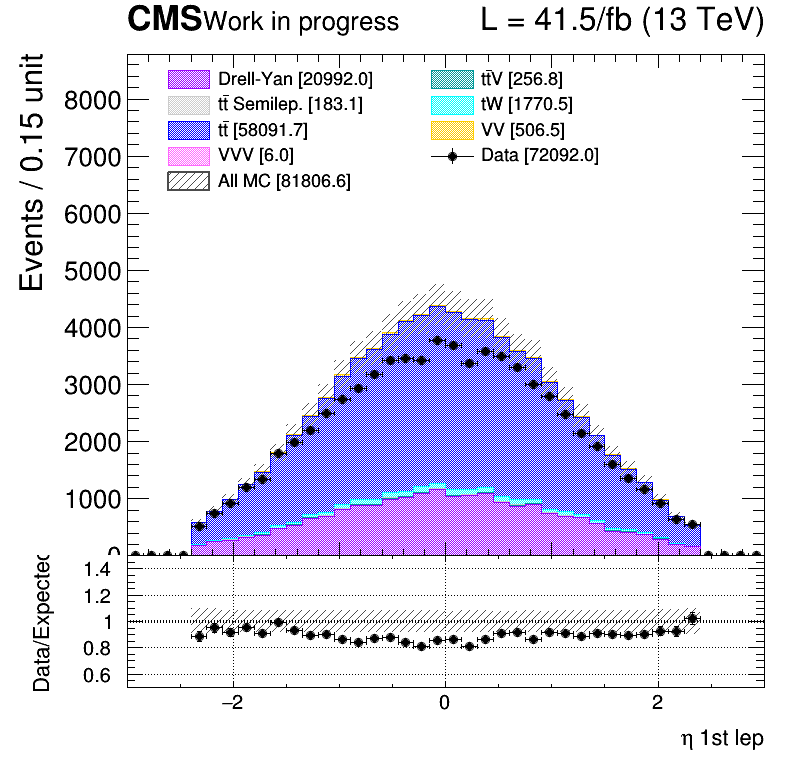 CMS Work in progress L = 41.5/fb (13 TeV)
Drell-Yan [20992.0] tt̄V [256.8]
tt̄ Semilep. [183.1] tW [1770.5]
tt̄ [58091.7] VV [506.5]
VVV [6.0] Data [72092.0]
All MC [81806.6]
Events / 0.15 unit
8000
7000
6000
5000
4000
3000
2000
1000
0
Data/Expected
1.4
1.2
1
0.8
0.6
−2 0 2
η 1st lep